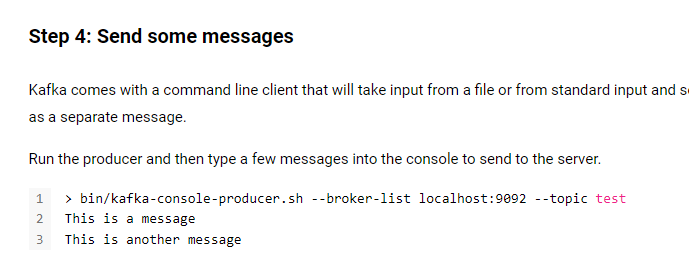 Step 4: Send some messages
Kafka comes with a command line client that will take input from a file or from standard input and
as a separate message.
Run the producer and then type a few messages into the console to send to the server.
1 > bin/kafka-console-producer.sh --broker-list localhost:9092 --topic test
2 This is a message
3 This is another message